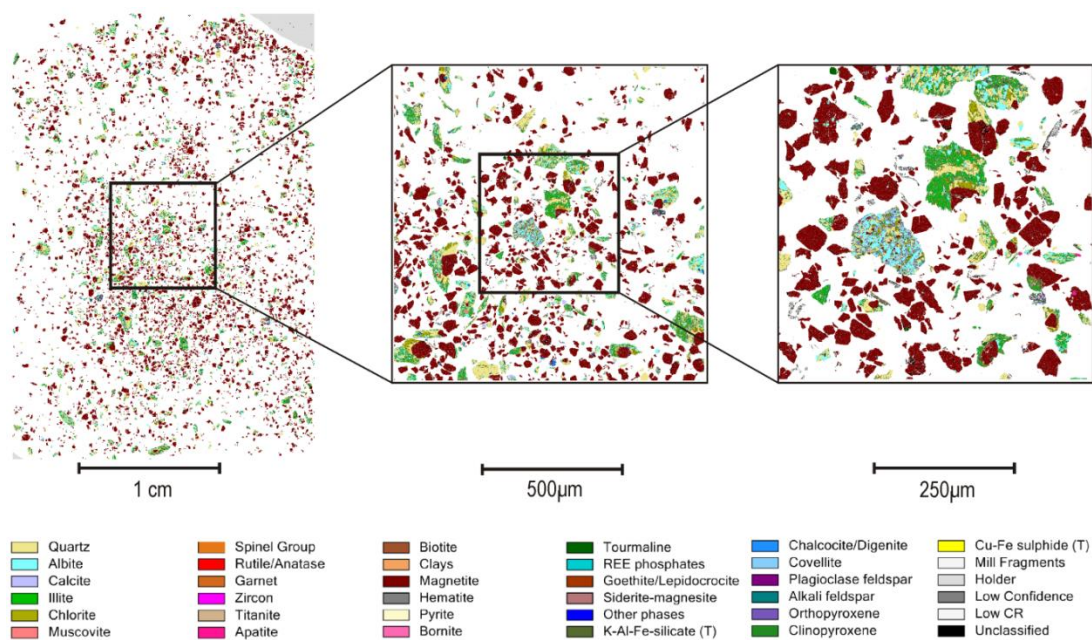 1 cm
500µm
250µm
Quartz
Albite
Calcite
Illite
Chlorite
Muscovite
Spinel Group
Rutile/Anatase
Garnet
Zircon
Titanite
Apatite
Biotite
Clays
Magnetite
Hematite
Pyrite
Bornite
Tourmaline
REE phosphates
Goethite/Lepidocrocite
Siderite-magnesite
Other phases
K-Al-Fe-silicate (T)
Chalcocite/Digenite
Covellite
Plagioclase feldspar
Alkali feldspar
Orthopyroxene
Clinopyroxene
Cu-Fe sulphide (T)
Mill Fragments
Holder
Low Confidence
Low CR
Unclassified